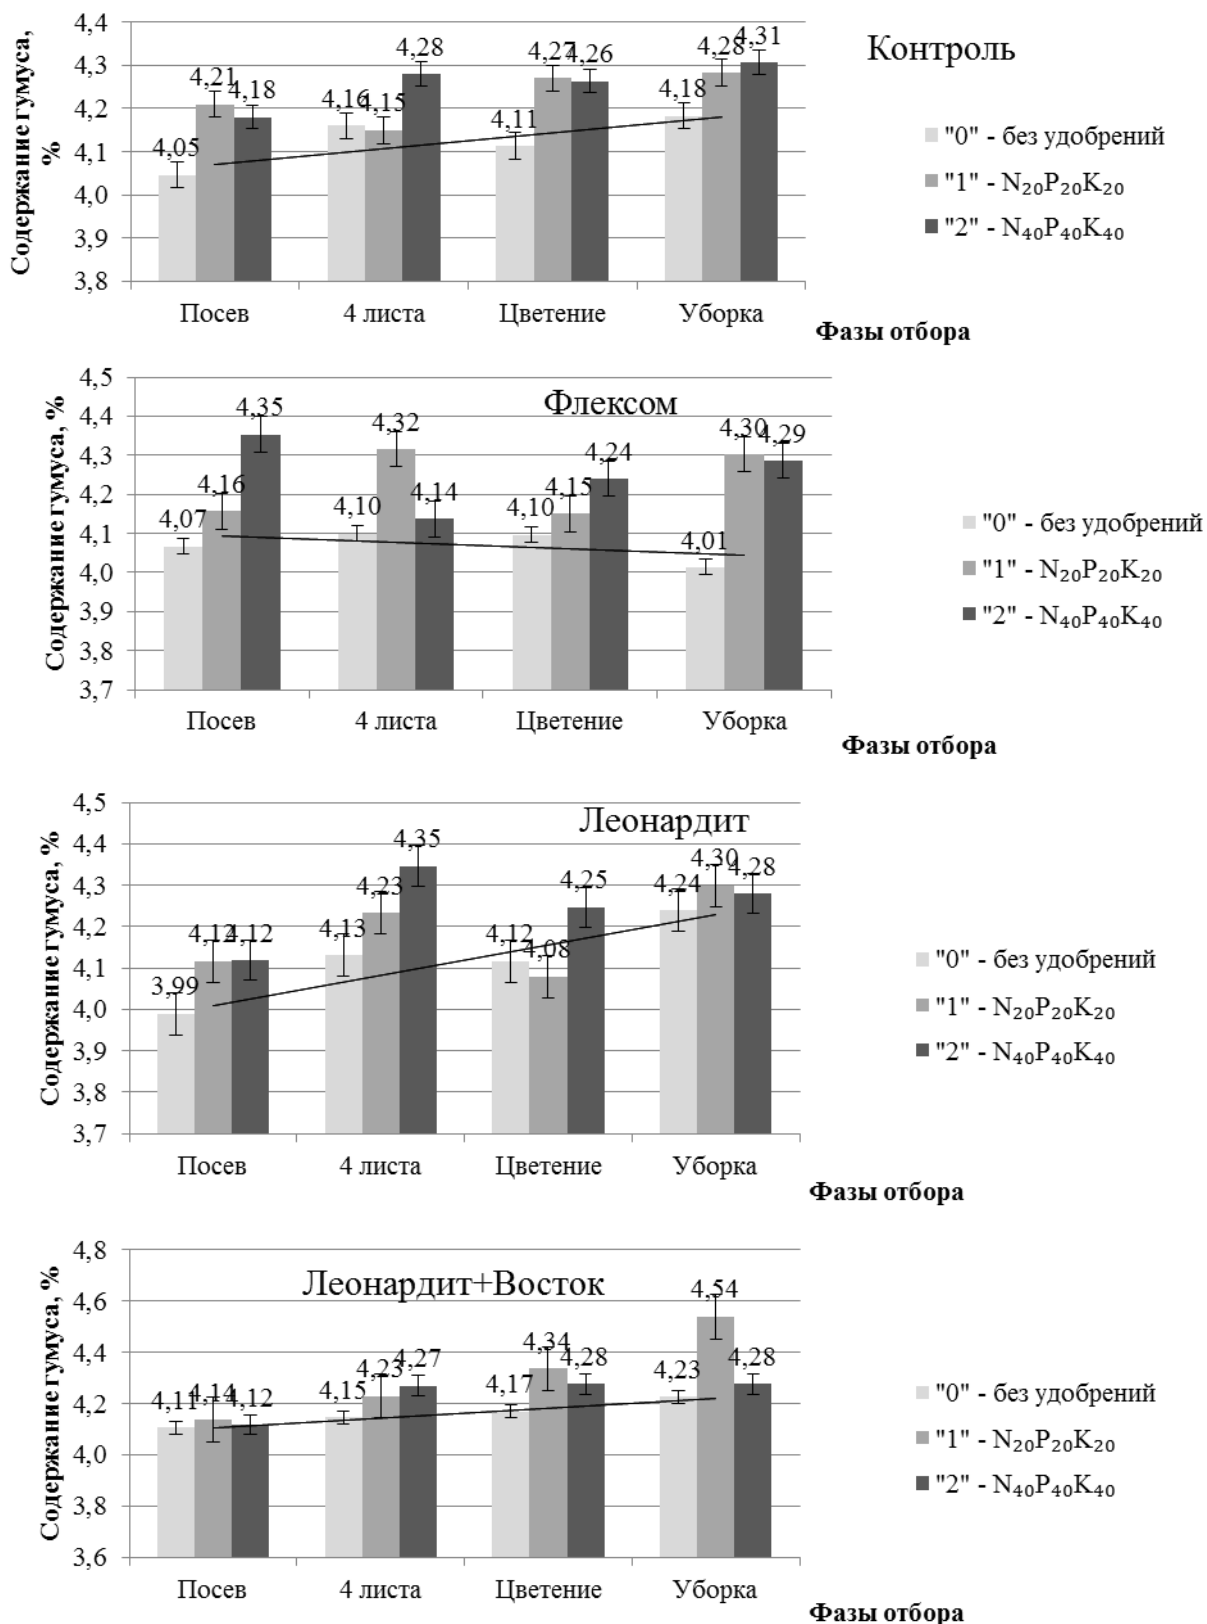 Контроль
Содержание гумуса, %
4,4
4,3
4,2
4,1
4,0
3,9
3,8
4,05 4,21 4,18
4,16 4,15 4,28
4,11 4,27 4,26
4,18 4,28 4,31
Посев 4 листа Цветение Уборка
Фазы отбора
"0" - без удобрений
"1" - N₂₀P₂₀K₂₀
"2" - N₄₀P₄₀K₄₀
Флексом
Содержание гумуса, %
4,5
4,4
4,3
4,2
4,1
4,0
3,9
3,8
3,7
4,07 4,16 4,35
4,10 4,32 4,14
4,10 4,15 4,24
4,01 4,30 4,29
Посев 4 листа Цветение Уборка
Фазы отбора
"0" - без удобрений
"1" - N₂₀P₂₀K₂₀
"2" - N₄₀P₄₀K₄₀
Леонардит
Содержание гумуса, %
4,5
4,4
4,3
4,2
4,1
4,0
3,9
3,8
3,7
3,99 4,12 4,12
4,13 4,23 4,35
4,12 4,08 4,25
4,24 4,30 4,28
Посев 4 листа Цветение Уборка
Фазы отбора
"0" - без удобрений
"1" - N₂₀P₂₀K₂₀
"2" - N₄₀P₄₀K₄₀
Леонардит+Восток
Содержание гумуса, %
4,8
4,6
4,4
4,2
4,0
3,8
3,6
4,11 4,14 4,12
4,15 4,23 4,27
4,17 4,34 4,28
4,23 4,54 4,28
Посев 4 листа Цветение Уборка
Фазы отбора
"0" - без удобрений
"1" - N₂₀P₂₀K₂₀
"2" - N₄₀P₄₀K₄₀